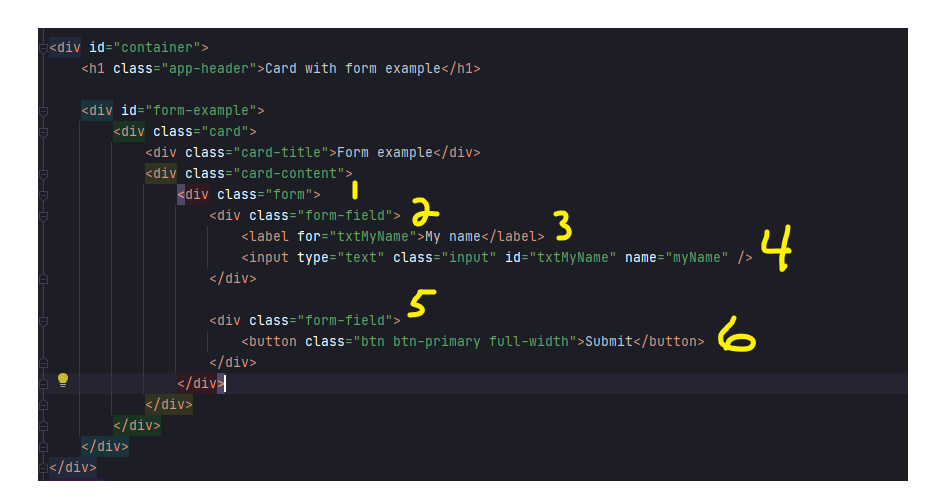 <div id="container">
<h1 class="app-header">Card with form example</h1>
<div id="form-example">
<div class="card">
<div class="card-title">Form example</div>
<div class="card-content">
<div class="form"> 1
<div class="form-field"> 2
<label for="txtMyName">My name</label> 3
<input type="text" class="input" id="txtMyName" name="myName" /> 4
</div>
<div class="form-field"> 5
<button class="btn btn-primary full-width">Submit</button> 6
</div>
</div>
</div>
</div>
</div>
</div>